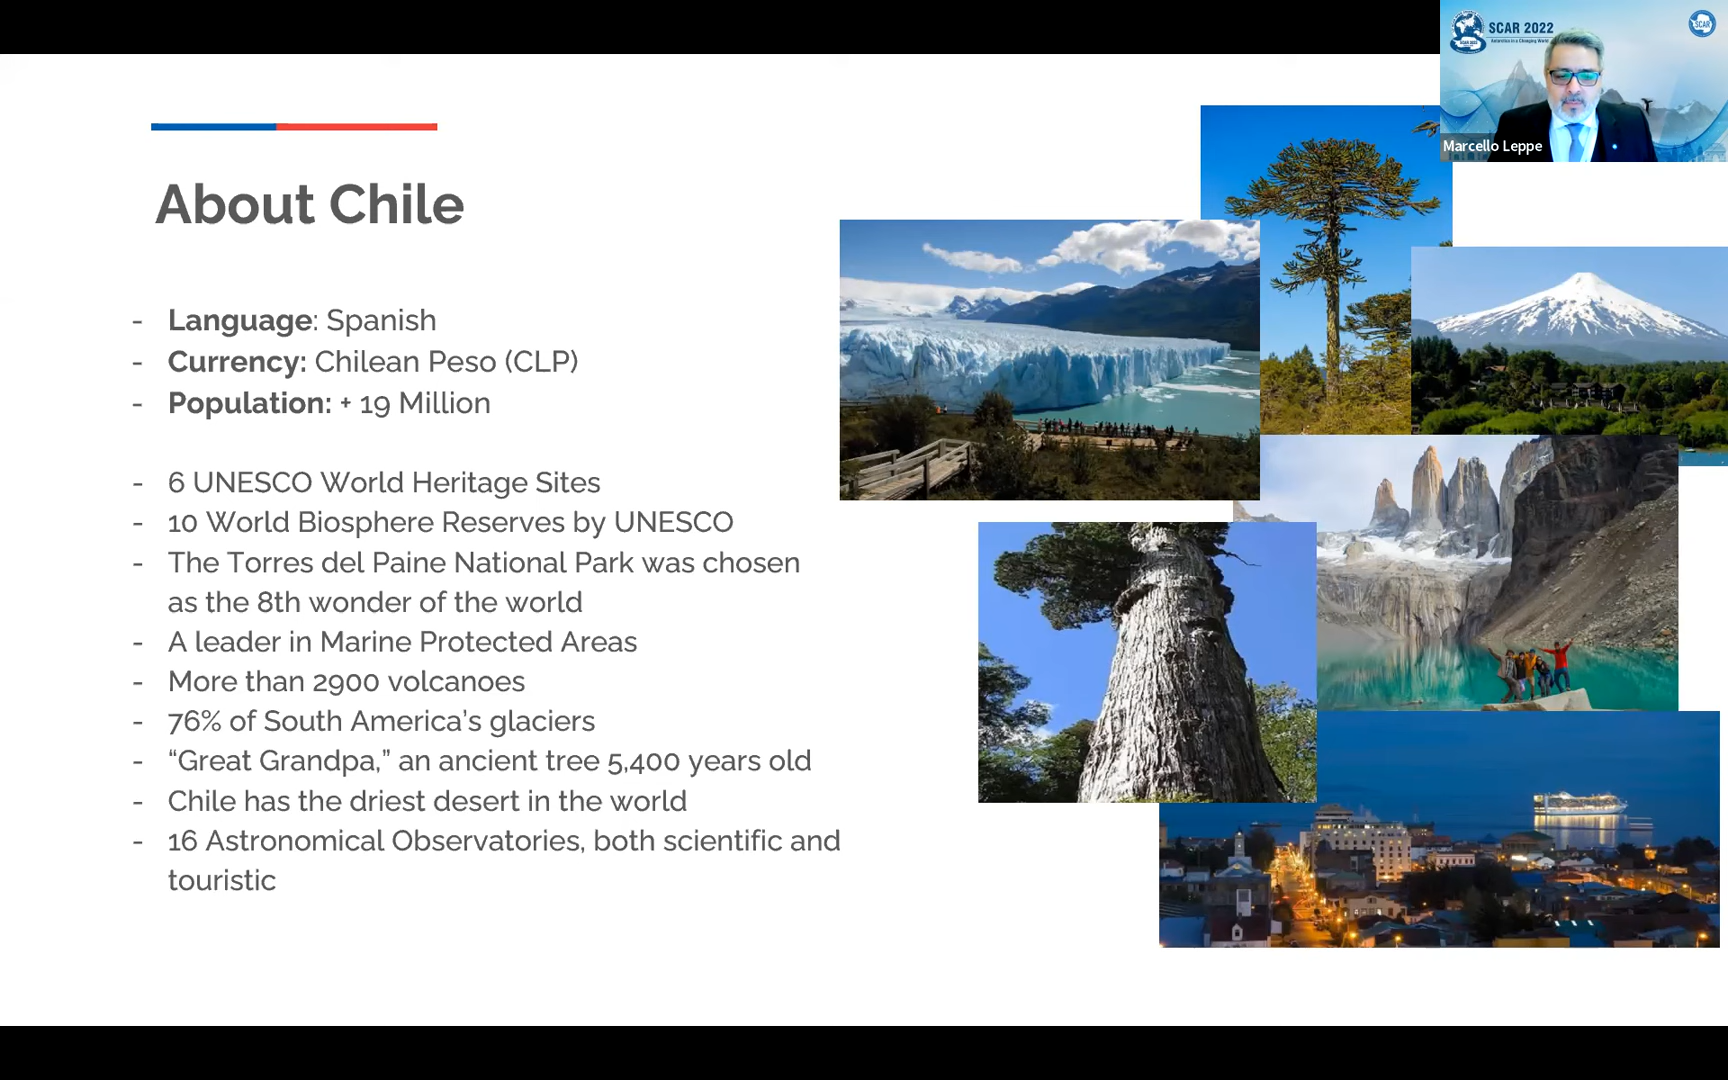 SCAR 2022
Antarctica in a Changing World
SCAR
Marcello Leppe
About Chile
- Language: Spanish
- Currency: Chilean Peso (CLP)
- Population: + 19 Million
- 6 UNESCO World Heritage Sites
- 10 World Biosphere Reserves by UNESCO
- The Torres del Paine National Park was chosen
as the 8th wonder of the world
- A leader in Marine Protected Areas
- More than 2900 volcanoes
- 76% of South America’s glaciers
- “Great Grandpa,” an ancient tree 5,400 years old
- Chile has the driest desert in the world
- 16 Astronomical Observatories, both scientific and
touristic